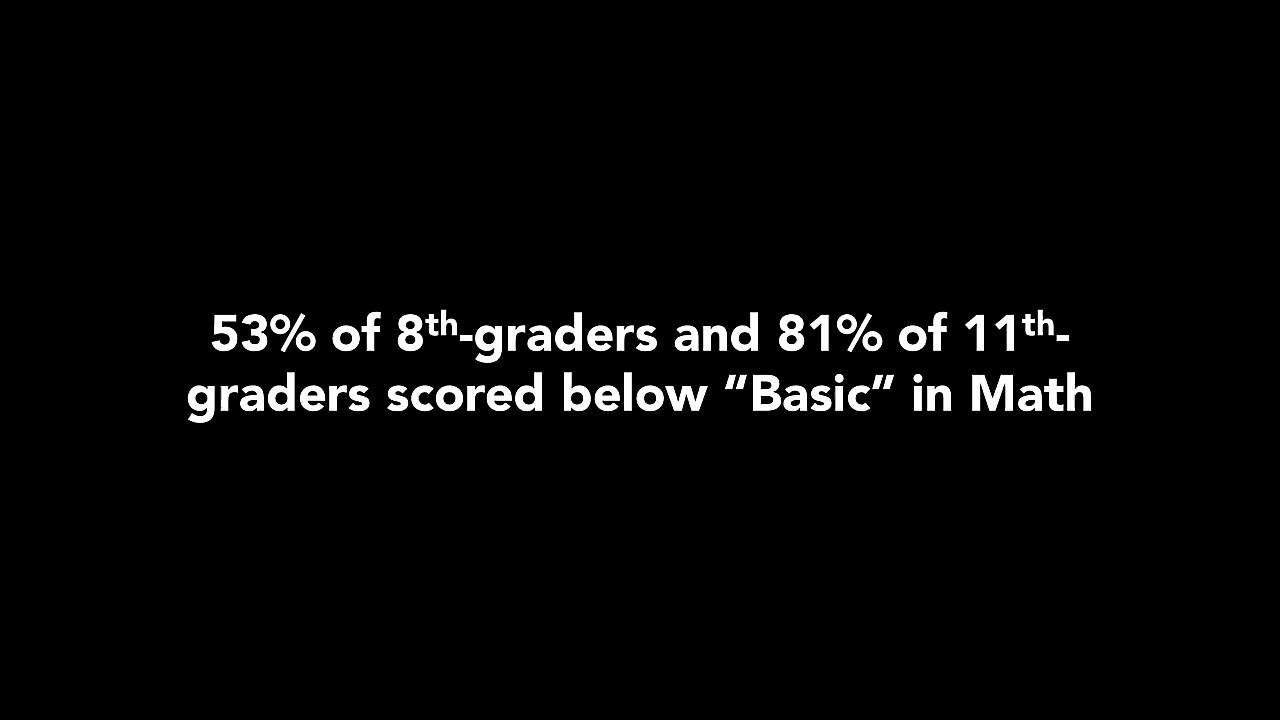 53% of 8th-graders and 81% of 11th-
graders scored below “Basic” in Math